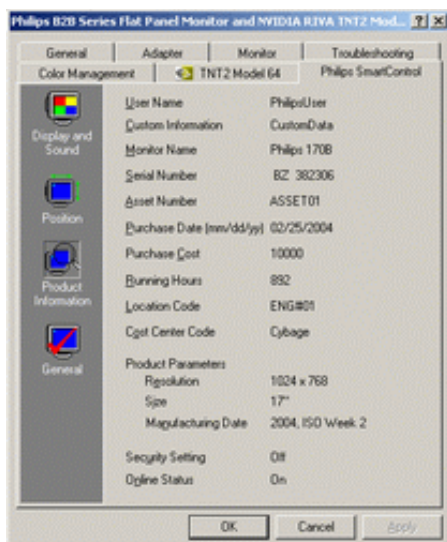 Philips B2B Series Flat Panel Monitor and NVIDIA RIVA TNT2 Mod...
General Adapter Monitor Troubleshooting
Color Management TNT2 Model 64 Philips SmartControl
Display and Sound
Position
Product Information
General
User Name PhilipsUser
Custom Information CustomData
Monitor Name Philips 170B
Serial Number BZ 382306
Asset Number ASSET01
Purchase Date (mm/dd/yy) 02/25/2004
Purchase Cost 10000
Running Hours 892
Location Code ENG#01
Cost Center Code Cybage
Product Parameters
Resolution 1024 x 768
Size 17"
Manufacturing Date 2004, ISO Week 2
Security Setting Off
Online Status On
OK Cancel Apply